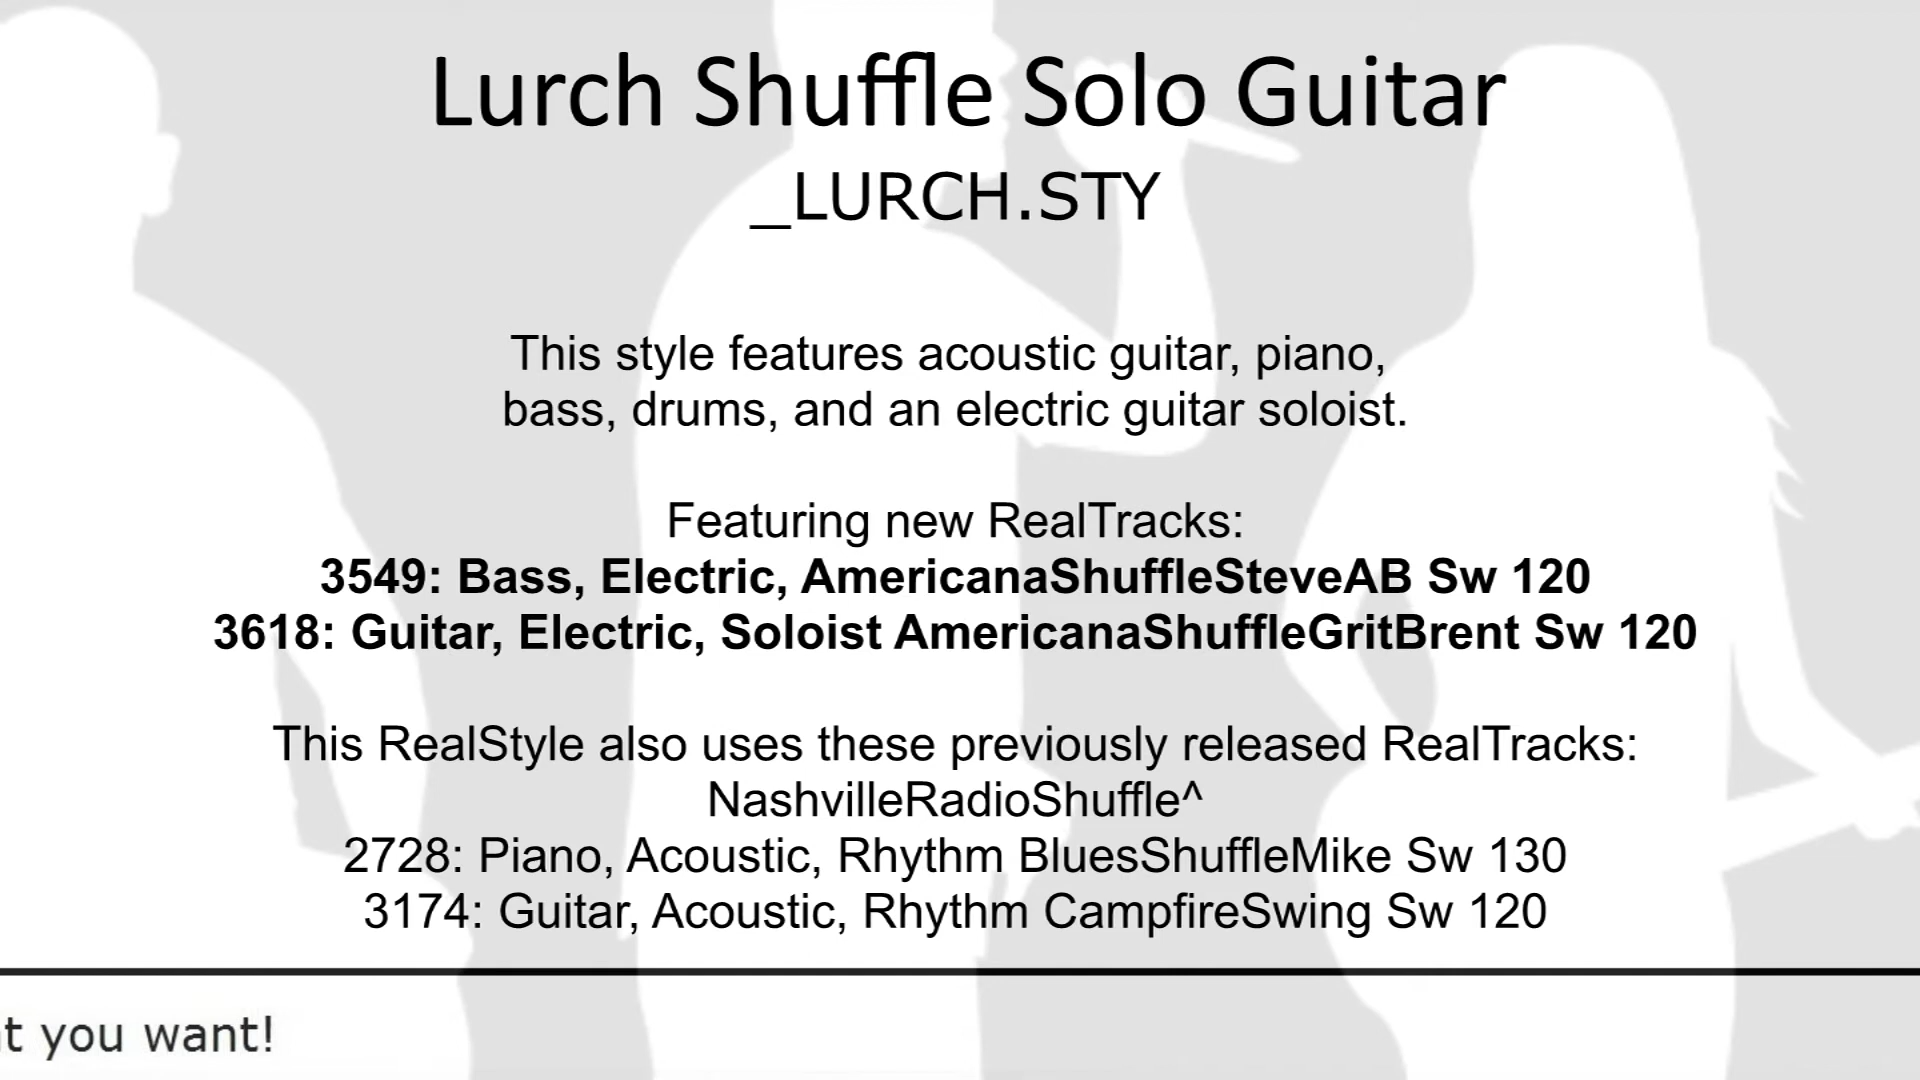 Lurch Shuffle Solo Guitar
_LURCH.STY
This style features acoustic guitar, piano,
bass, drums, and an electric guitar soloist.
Featuring new RealTracks:
3549: Bass, Electric, AmericanaShuffleSteveAB Sw 120
3618: Guitar, Electric, Soloist AmericanaShuffleGritBrent Sw 120
This RealStyle also uses these previously released RealTracks:
NashvilleRadioShuffle^
2728: Piano, Acoustic, Rhythm BluesShuffleMike Sw 130
3174: Guitar, Acoustic, Rhythm CampfireSwing Sw 120
you want!